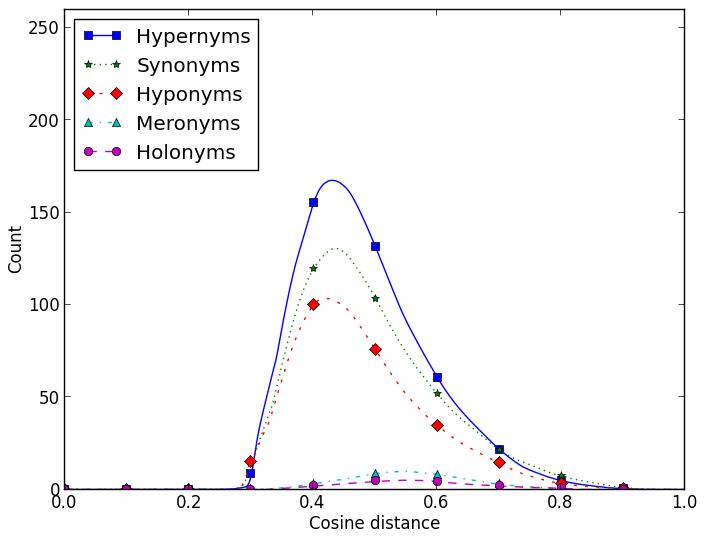 250
200
150
100
50
0
Count
Hypernyms
Synonyms
Hyponyms
Meronyms
Holonyms
0.0 0.2 0.4 0.6 0.8 1.0
Cosine distance